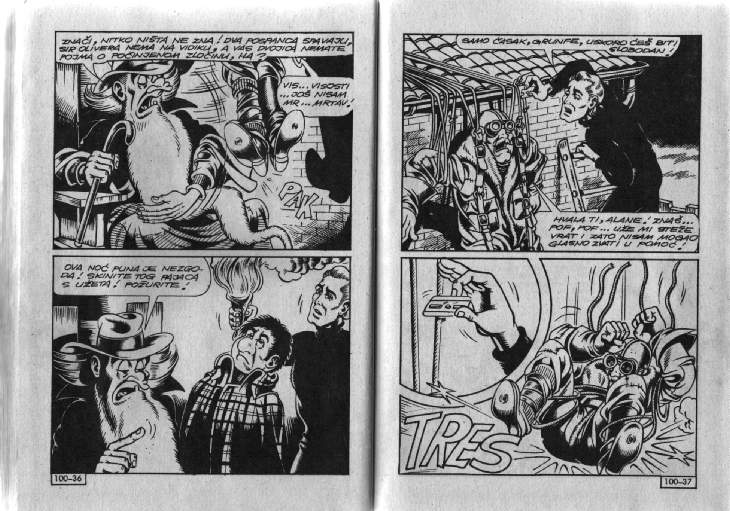 ZNAČI, NITKO NIŠTA NE ZNA! DVA POSPANCA SPAVAJU,
SIR OLIVERA NEMA NA VIDIKU, A VAS DVOJICA NEMATE
POJMA O POČINJENOM ZLOČINU, HA?
VIS... VISOSTI
...JOŠ NISAM
MR... MRTAV!
PAK
OVA NOĆ PUNA JE NEZGO-
DA! SKINITE TOG PAJACA
S UŽETA! POŽURITE!
100-36
SAMO ČASAK, GRUNFE, USKORO ĆEŠ BITI
SLOBODAN!
HVALA TI, ALANE! ZNAŠ...
POF, POF... UŽE MI STEŽE
VRAT I ZATO NISAM MOGAO
GLASNO ZVATI U POMOĆ!
TRES
100-37